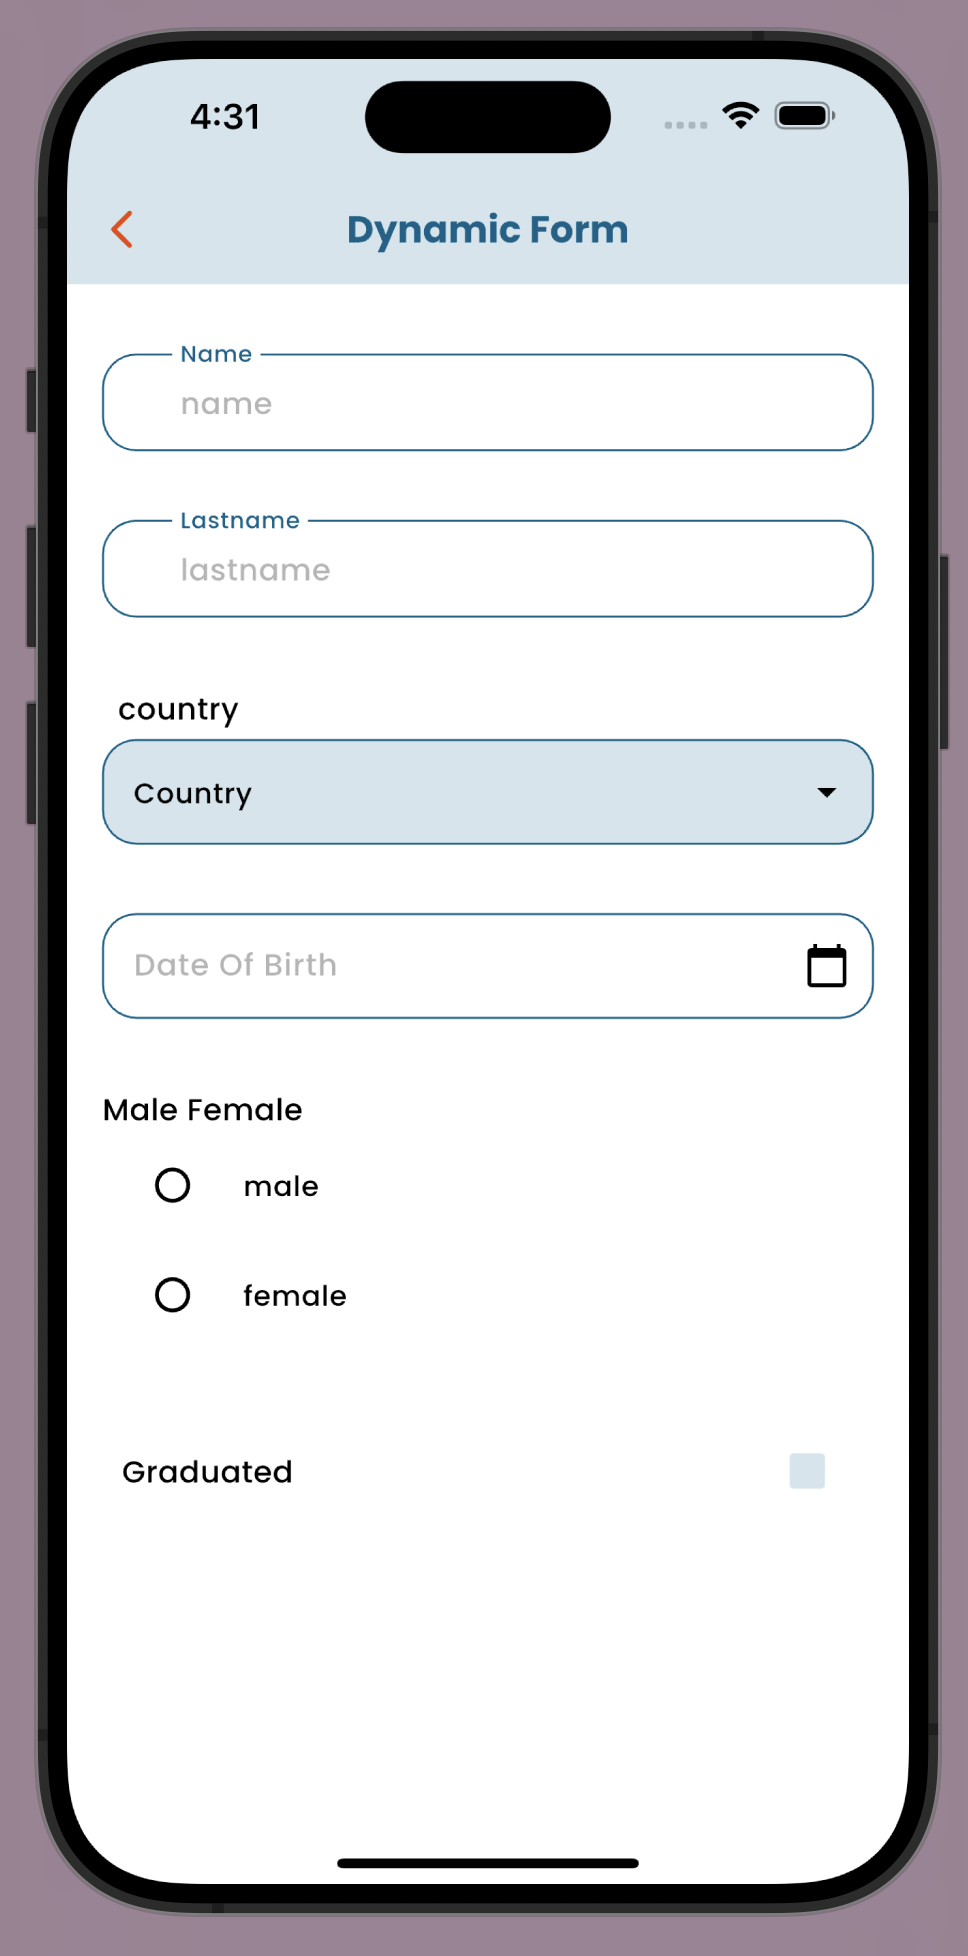 4:31
Dynamic Form
Name
name
Lastname
lastname
country
Country
Date Of Birth
Male Female
male
female
Graduated